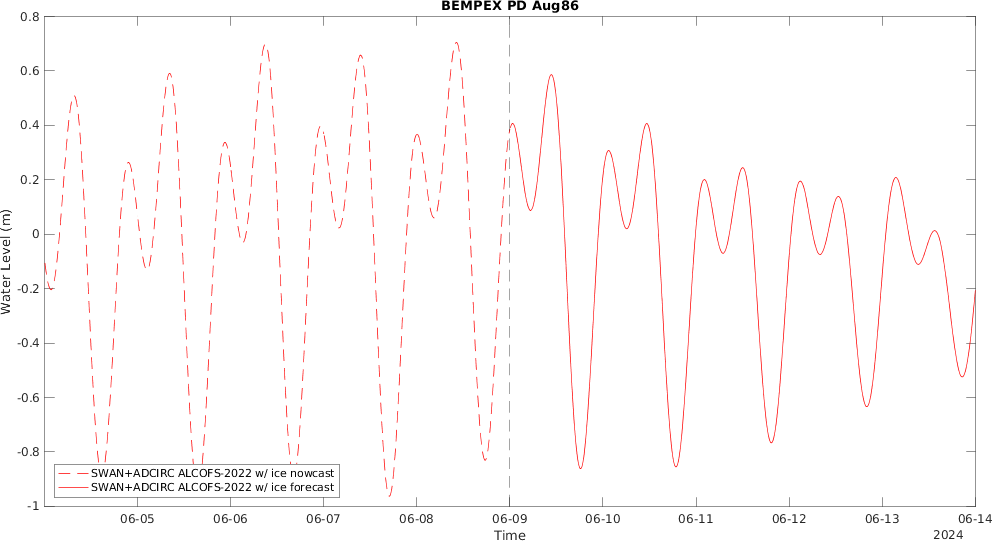 BEMPEX PD Aug86
0.8
0.6
0.4
0.2
0
-0.2
-0.4
-0.6
-0.8
-1
Water Level (m)
SWAN+ADCIRC ALCOFS-2022 w/ ice nowcast
SWAN+ADCIRC ALCOFS-2022 w/ ice forecast
06-05 06-06 06-07 06-08 06-09 06-10 06-11 06-12 06-13 06-14
Time
2024